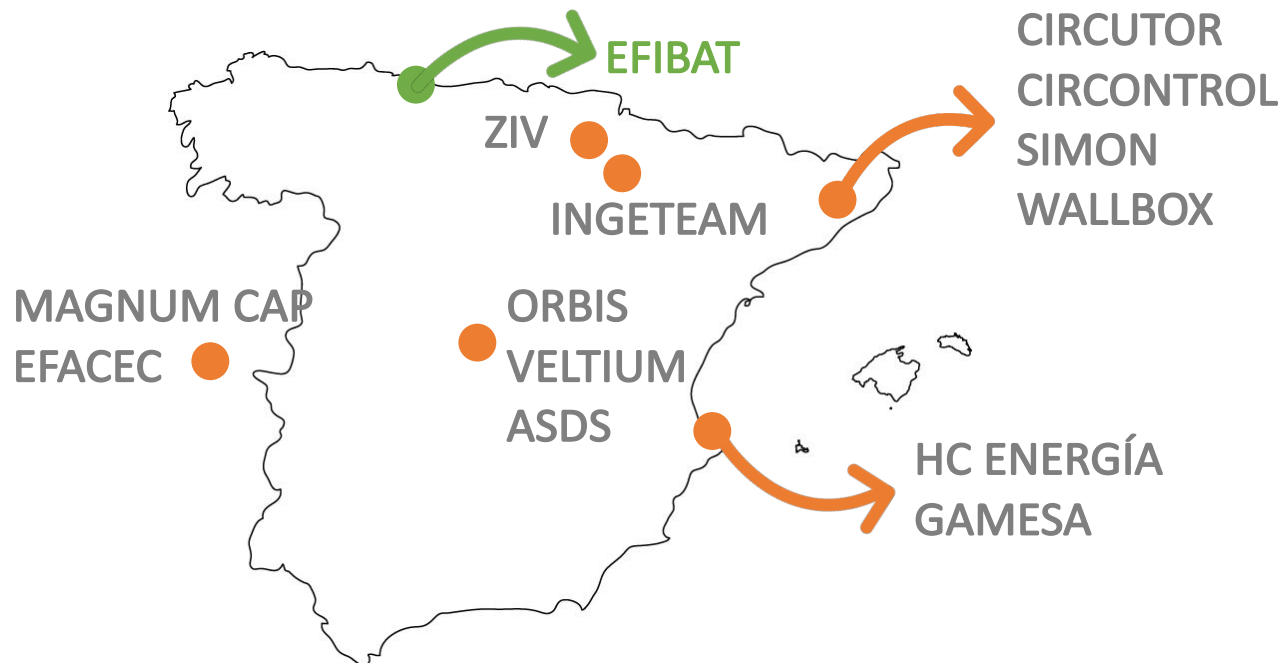 EFIBAT
CIRCUTOR
CIRCONTROL
SIMON
WALLBOX
ZIV
INGETEAM
MAGNUM CAP
EFACEC
ORBIS
VELTIUM
ASDS
HC ENERGÍA
GAMESA